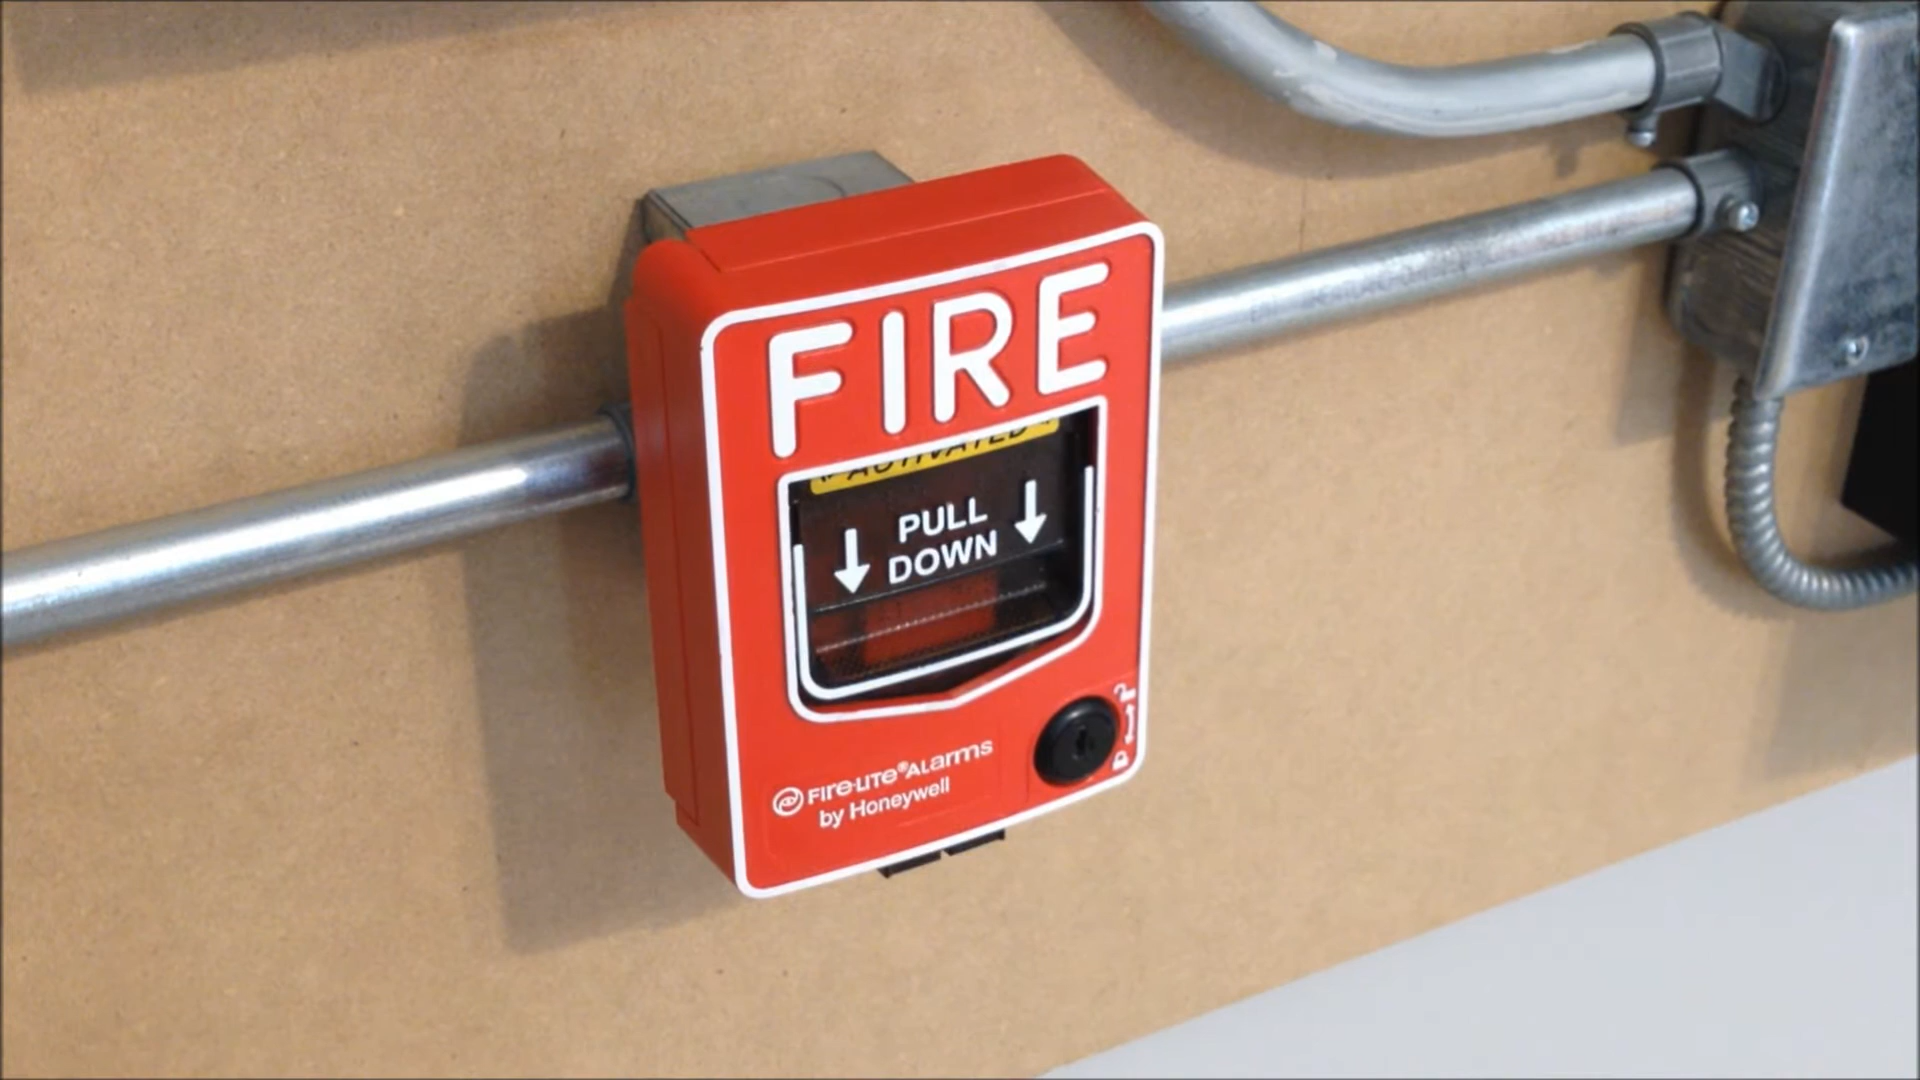 FIRE
ACTIVATED
PULL
DOWN
FIRE-LITE® ALARMS
by Honeywell